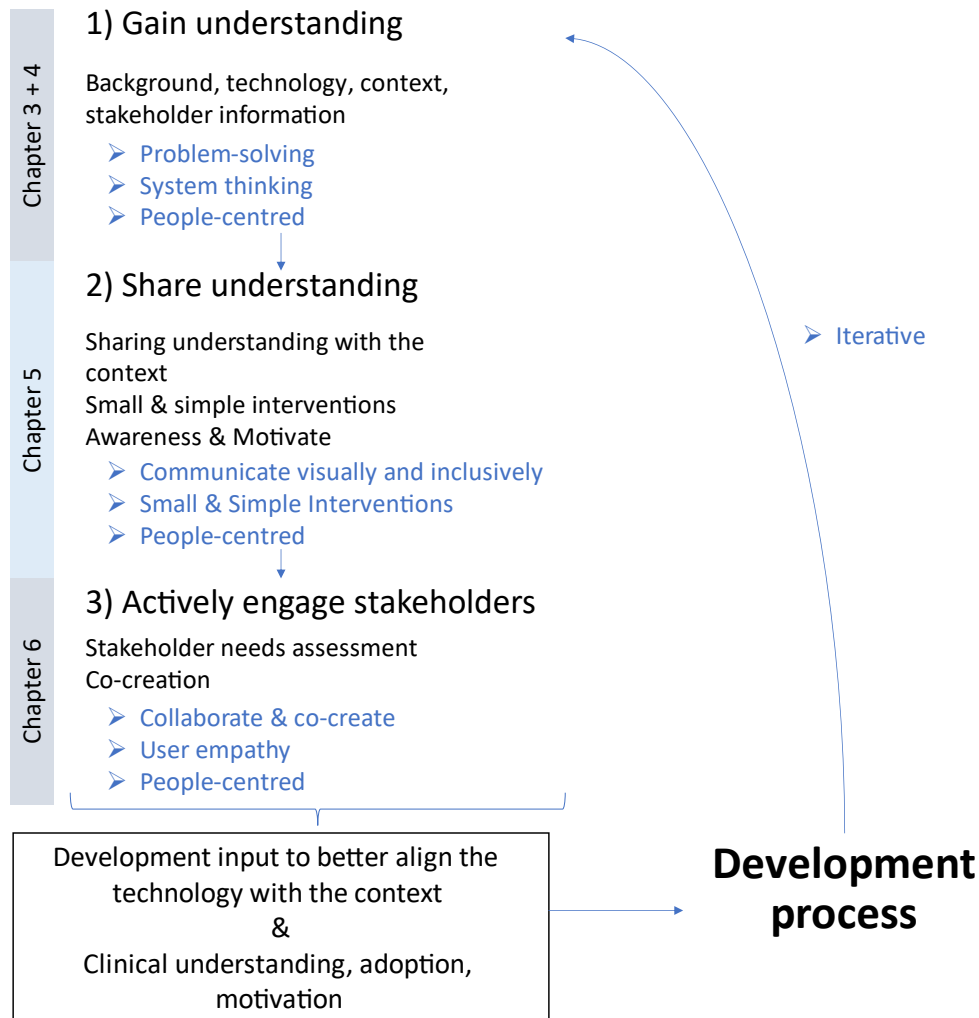 Chapter 3 + 4
1) Gain understanding
Background, technology, context,
stakeholder information
➢ Problem-solving
➢ System thinking
➢ People-centred
Chapter 5
2) Share understanding
Sharing understanding with the
context
Small & simple interventions
Awareness & Motivate
➢ Communicate visually and inclusively
➢ Small & Simple Interventions
➢ People-centred
➢ Iterative
Chapter 6
3) Actively engage stakeholders
Stakeholder needs assessment
Co-creation
➢ Collaborate & co-create
➢ User empathy
➢ People-centred
Development input to better align the
technology with the context
&
Clinical understanding, adoption,
motivation
Development
process